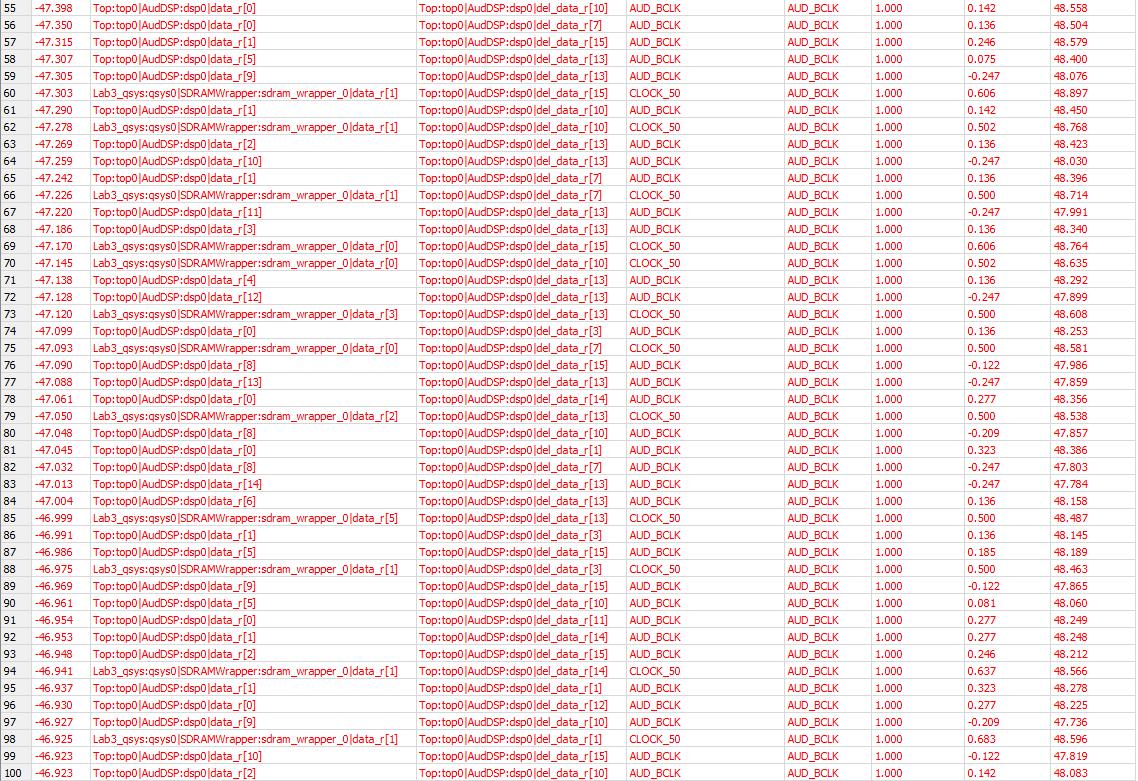 55 -47.398 Top:top0|AudDSP:dsp0|data_r[0] Top:top0|AudDSP:dsp0|del_data_r[10] AUD_BCLK AUD_BCLK 1.000 0.142 48.558
56 -47.350 Top:top0|AudDSP:dsp0|data_r[0] Top:top0|AudDSP:dsp0|del_data_r[7] AUD_BCLK AUD_BCLK 1.000 0.136 48.504
57 -47.315 Top:top0|AudDSP:dsp0|data_r[1] Top:top0|AudDSP:dsp0|del_data_r[15] AUD_BCLK AUD_BCLK 1.000 0.246 48.579
58 -47.307 Top:top0|AudDSP:dsp0|data_r[5] Top:top0|AudDSP:dsp0|del_data_r[13] AUD_BCLK AUD_BCLK 1.000 0.075 48.400
59 -47.305 Top:top0|AudDSP:dsp0|data_r[9] Top:top0|AudDSP:dsp0|del_data_r[13] AUD_BCLK AUD_BCLK 1.000 -0.247 48.076
60 -47.303 Lab3_qsys:qsys0|SDRAMWrapper:sdram_wrapper_0|data_r[1] Top:top0|AudDSP:dsp0|del_data_r[15] CLOCK_50 AUD_BCLK 1.000 0.606 48.897
61 -47.290 Top:top0|AudDSP:dsp0|data_r[1] Top:top0|AudDSP:dsp0|del_data_r[10] AUD_BCLK AUD_BCLK 1.000 0.142 48.450
62 -47.278 Lab3_qsys:qsys0|SDRAMWrapper:sdram_wrapper_0|data_r[1] Top:top0|AudDSP:dsp0|del_data_r[10] CLOCK_50 AUD_BCLK 1.000 0.502 48.768
63 -47.269 Top:top0|AudDSP:dsp0|data_r[2] Top:top0|AudDSP:dsp0|del_data_r[13] AUD_BCLK AUD_BCLK 1.000 0.136 48.423
64 -47.259 Top:top0|AudDSP:dsp0|data_r[10] Top:top0|AudDSP:dsp0|del_data_r[13] AUD_BCLK AUD_BCLK 1.000 -0.247 48.030
65 -47.242 Top:top0|AudDSP:dsp0|data_r[1] Top:top0|AudDSP:dsp0|del_data_r[7] AUD_BCLK AUD_BCLK 1.000 0.136 48.396
66 -47.226 Lab3_qsys:qsys0|SDRAMWrapper:sdram_wrapper_0|data_r[1] Top:top0|AudDSP:dsp0|del_data_r[7] CLOCK_50 AUD_BCLK 1.000 0.500 48.714
67 -47.220 Top:top0|AudDSP:dsp0|data_r[11] Top:top0|AudDSP:dsp0|del_data_r[13] AUD_BCLK AUD_BCLK 1.000 -0.247 47.991
68 -47.186 Top:top0|AudDSP:dsp0|data_r[3] Top:top0|AudDSP:dsp0|del_data_r[13] AUD_BCLK AUD_BCLK 1.000 0.136 48.340
69 -47.170 Lab3_qsys:qsys0|SDRAMWrapper:sdram_wrapper_0|data_r[0] Top:top0|AudDSP:dsp0|del_data_r[15] CLOCK_50 AUD_BCLK 1.000 0.606 48.764
70 -47.145 Lab3_qsys:qsys0|SDRAMWrapper:sdram_wrapper_0|data_r[0] Top:top0|AudDSP:dsp0|del_data_r[10] CLOCK_50 AUD_BCLK 1.000 0.502 48.635
71 -47.138 Top:top0|AudDSP:dsp0|data_r[4] Top:top0|AudDSP:dsp0|del_data_r[13] AUD_BCLK AUD_BCLK 1.000 0.136 48.292
72 -47.128 Top:top0|AudDSP:dsp0|data_r[12] Top:top0|AudDSP:dsp0|del_data_r[13] AUD_BCLK AUD_BCLK 1.000 -0.247 47.899
73 -47.120 Lab3_qsys:qsys0|SDRAMWrapper:sdram_wrapper_0|data_r[3] Top:top0|AudDSP:dsp0|del_data_r[13] CLOCK_50 AUD_BCLK 1.000 0.500 48.608
74 -47.099 Top:top0|AudDSP:dsp0|data_r[0] Top:top0|AudDSP:dsp0|del_data_r[3] AUD_BCLK AUD_BCLK 1.000 0.136 48.253
75 -47.093 Lab3_qsys:qsys0|SDRAMWrapper:sdram_wrapper_0|data_r[0] Top:top0|AudDSP:dsp0|del_data_r[7] CLOCK_50 AUD_BCLK 1.000 0.500 48.581
76 -47.090 Top:top0|AudDSP:dsp0|data_r[8] Top:top0|AudDSP:dsp0|del_data_r[15] AUD_BCLK AUD_BCLK 1.000 -0.122 47.986
77 -47.088 Top:top0|AudDSP:dsp0|data_r[13] Top:top0|AudDSP:dsp0|del_data_r[13] AUD_BCLK AUD_BCLK 1.000 -0.247 47.859
78 -47.061 Top:top0|AudDSP:dsp0|data_r[0] Top:top0|AudDSP:dsp0|del_data_r[14] AUD_BCLK AUD_BCLK 1.000 0.277 48.356
79 -47.050 Lab3_qsys:qsys0|SDRAMWrapper:sdram_wrapper_0|data_r[2] Top:top0|AudDSP:dsp0|del_data_r[13] CLOCK_50 AUD_BCLK 1.000 0.500 48.538
80 -47.048 Top:top0|AudDSP:dsp0|data_r[8] Top:top0|AudDSP:dsp0|del_data_r[10] AUD_BCLK AUD_BCLK 1.000 -0.209 47.857
81 -47.045 Top:top0|AudDSP:dsp0|data_r[0] Top:top0|AudDSP:dsp0|del_data_r[1] AUD_BCLK AUD_BCLK 1.000 0.323 48.386
82 -47.032 Top:top0|AudDSP:dsp0|data_r[8] Top:top0|AudDSP:dsp0|del_data_r[7] AUD_BCLK AUD_BCLK 1.000 -0.247 47.803
83 -47.013 Top:top0|AudDSP:dsp0|data_r[14] Top:top0|AudDSP:dsp0|del_data_r[13] AUD_BCLK AUD_BCLK 1.000 -0.247 47.784
84 -47.004 Top:top0|AudDSP:dsp0|data_r[6] Top:top0|AudDSP:dsp0|del_data_r[13] AUD_BCLK AUD_BCLK 1.000 0.136 48.158
85 -46.999 Lab3_qsys:qsys0|SDRAMWrapper:sdram_wrapper_0|data_r[5] Top:top0|AudDSP:dsp0|del_data_r[13] CLOCK_50 AUD_BCLK 1.000 0.500 48.487
86 -46.991 Top:top0|AudDSP:dsp0|data_r[1] Top:top0|AudDSP:dsp0|del_data_r[3] AUD_BCLK AUD_BCLK 1.000 0.136 48.145
87 -46.986 Top:top0|AudDSP:dsp0|data_r[5] Top:top0|AudDSP:dsp0|del_data_r[15] AUD_BCLK AUD_BCLK 1.000 0.185 48.189
88 -46.975 Lab3_qsys:qsys0|SDRAMWrapper:sdram_wrapper_0|data_r[1] Top:top0|AudDSP:dsp0|del_data_r[3] CLOCK_50 AUD_BCLK 1.000 0.500 48.463
89 -46.969 Top:top0|AudDSP:dsp0|data_r[9] Top:top0|AudDSP:dsp0|del_data_r[15] AUD_BCLK AUD_BCLK 1.000 -0.122 47.865
90 -46.961 Top:top0|AudDSP:dsp0|data_r[5] Top:top0|AudDSP:dsp0|del_data_r[10] AUD_BCLK AUD_BCLK 1.000 0.081 48.060
91 -46.954 Top:top0|AudDSP:dsp0|data_r[0] Top:top0|AudDSP:dsp0|del_data_r[11] AUD_BCLK AUD_BCLK 1.000 0.277 48.249
92 -46.953 Top:top0|AudDSP:dsp0|data_r[1] Top:top0|AudDSP:dsp0|del_data_r[14] AUD_BCLK AUD_BCLK 1.000 0.277 48.248
93 -46.948 Top:top0|AudDSP:dsp0|data_r[2] Top:top0|AudDSP:dsp0|del_data_r[15] AUD_BCLK AUD_BCLK 1.000 0.246 48.212
94 -46.941 Lab3_qsys:qsys0|SDRAMWrapper:sdram_wrapper_0|data_r[1] Top:top0|AudDSP:dsp0|del_data_r[14] CLOCK_50 AUD_BCLK 1.000 0.637 48.566
95 -46.937 Top:top0|AudDSP:dsp0|data_r[1] Top:top0|AudDSP:dsp0|del_data_r[1] AUD_BCLK AUD_BCLK 1.000 0.323 48.278
96 -46.930 Top:top0|AudDSP:dsp0|data_r[0] Top:top0|AudDSP:dsp0|del_data_r[12] AUD_BCLK AUD_BCLK 1.000 0.277 48.225
97 -46.927 Top:top0|AudDSP:dsp0|data_r[9] Top:top0|AudDSP:dsp0|del_data_r[10] AUD_BCLK AUD_BCLK 1.000 -0.209 47.736
98 -46.925 Lab3_qsys:qsys0|SDRAMWrapper:sdram_wrapper_0|data_r[1] Top:top0|AudDSP:dsp0|del_data_r[1] CLOCK_50 AUD_BCLK 1.000 0.683 48.596
99 -46.923 Top:top0|AudDSP:dsp0|data_r[10] Top:top0|AudDSP:dsp0|del_data_r[15] AUD_BCLK AUD_BCLK 1.000 -0.122 47.819
100 -46.923 Top:top0|AudDSP:dsp0|data_r[2] Top:top0|AudDSP:dsp0|del_data_r[10] AUD_BCLK AUD_BCLK 1.000 0.142 48.083